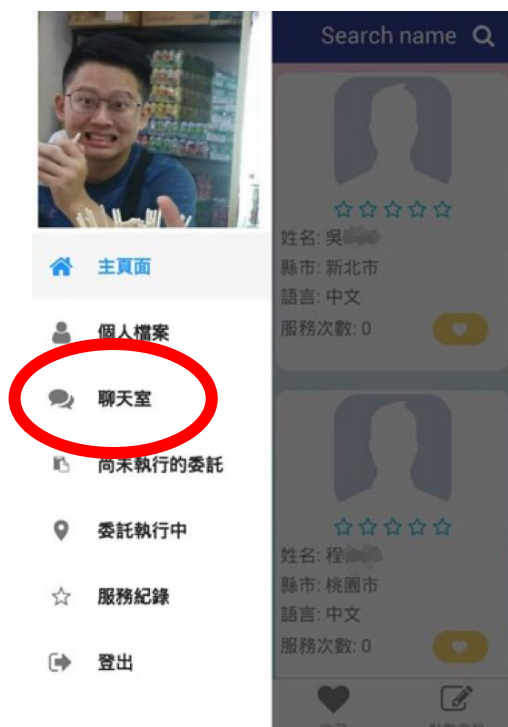 Search name
主頁面
個人檔案
聊天室
尚未執行的委託
委託執行中
服務紀錄
登出
姓名: 吳
縣市: 新北市
語言: 中文
服務次數: 0
姓名: 程
縣市: 桃園市
語言: 中文
服務次數: 0